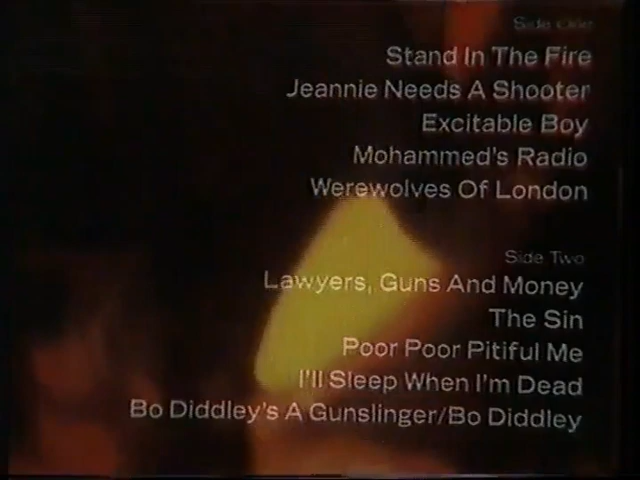 Side One
Stand In The Fire
Jeannie Needs A Shooter
Excitable Boy
Mohammed's Radio
Werewolves Of London
Side Two
Lawyers, Guns And Money
The Sin
Poor Poor Pitiful Me
I'll Sleep When I'm Dead
Bo Diddley's A Gunslinger/Bo Diddley